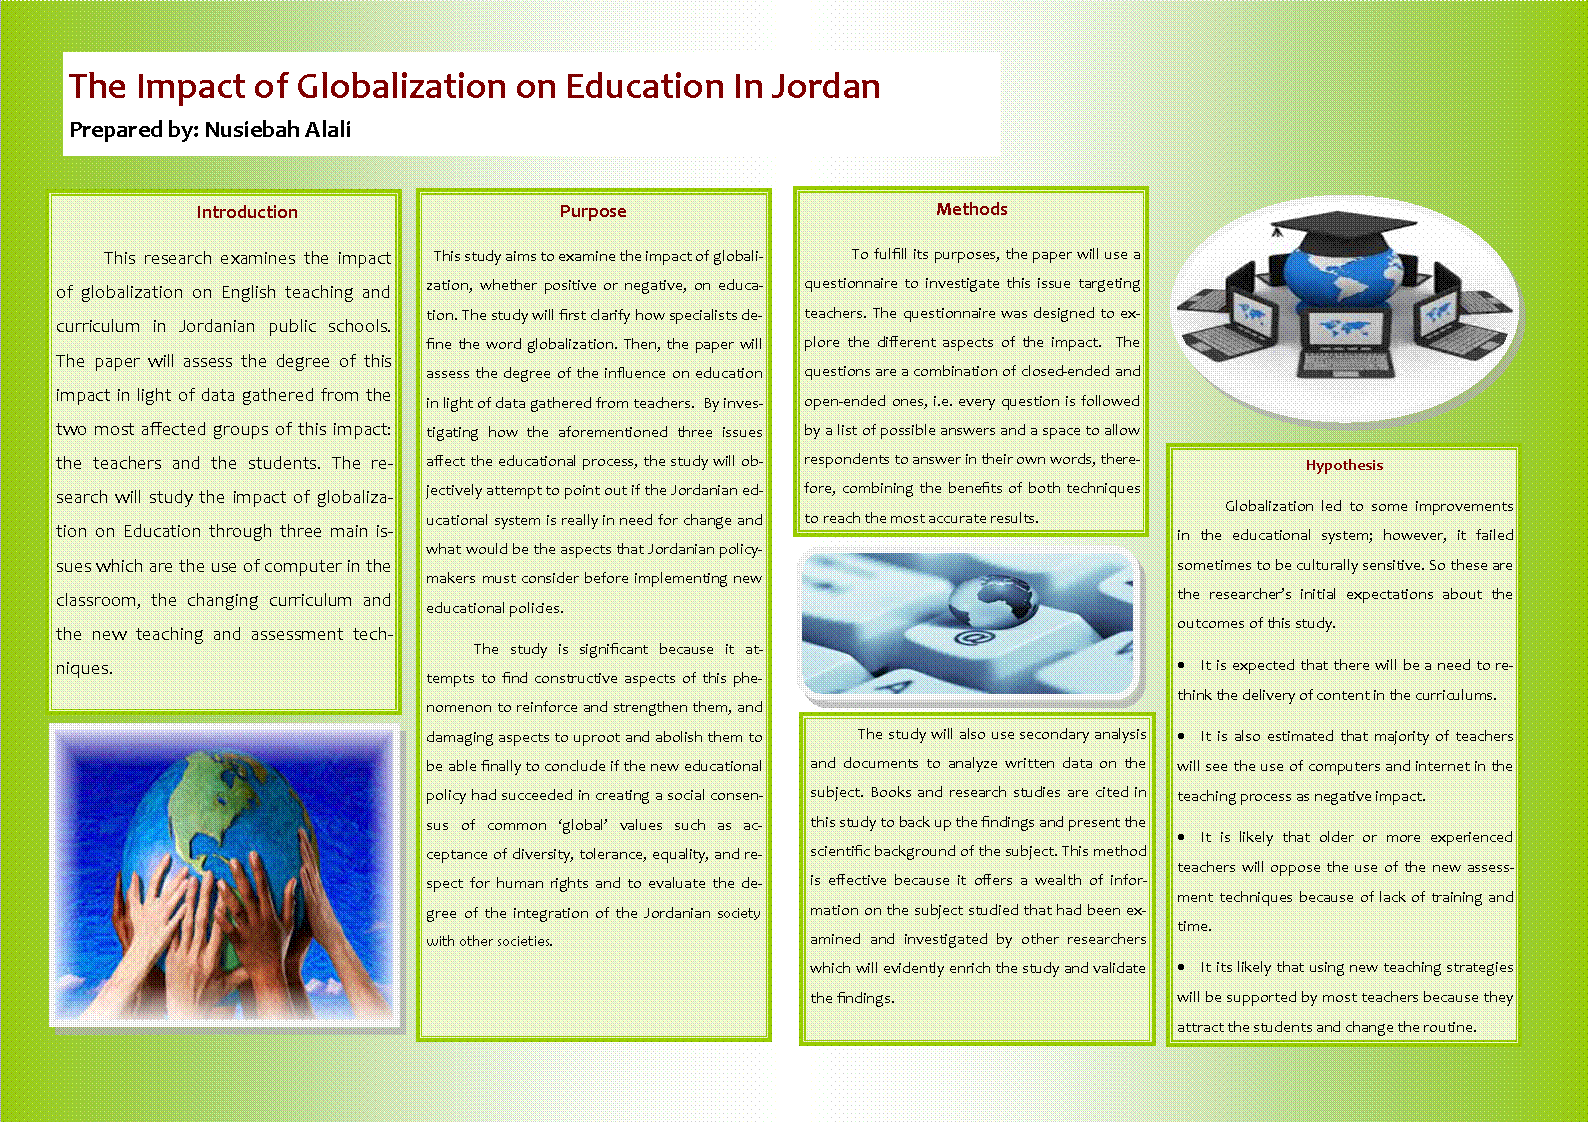 The Impact of Globalization on Education In Jordan
Prepared by: Nusiebah Alali
Introduction
This research examines the impact
of globalization on English teaching and
curriculum in Jordanian public schools.
The paper will assess the degree of this
impact in light of data gathered from the
two most affected groups of this impact:
the teachers and the students. The re-
search will study the impact of globaliza-
tion on Education through three main is-
sues which are the use of computer in the
classroom, the changing curriculum and
the new teaching and assessment tech-
niques.
Purpose
This study aims to examine the impact of globali-
zation, whether positive or negative, on educa-
tion. The study will first clarify how specialists de-
fine the word globalization. Then, the paper will
assess the degree of the influence on education
in light of data gathered from teachers. By inves-
tigating how the aforementioned three issues
affect the educational process, the study will ob-
jectively attempt to point out if the Jordanian ed-
ucational system is really in need for change and
what would be the aspects that Jordanian policy-
makers must consider before implementing new
educational policies.
The study is significant because it at-
tempts to find constructive aspects of this phe-
nomenon to reinforce and strengthen them, and
damaging aspects to uproot and abolish them to
be able finally to conclude if the new educational
policy had succeeded in creating a social consen-
sus of common ‘global’ values such as ac-
ceptance of diversity, tolerance, equality, and re-
spect for human rights and to evaluate the de-
gree of the integration of the Jordanian society
with other societies.
Methods
To fulfill its purposes, the paper will use a
questionnaire to investigate this issue targeting
teachers. The questionnaire was designed to ex-
plore the different aspects of the impact. The
questions are a combination of closed-ended and
open-ended ones, i.e. every question is followed
by a list of possible answers and a space to allow
respondents to answer in their own words, there-
fore, combining the benefits of both techniques
to reach the most accurate results.
@
A
The study will also use secondary analysis
and documents to analyze written data on the
subject. Books and research studies are cited in
this study to back up the findings and present the
scientific background of the subject. This method
is effective because it offers a wealth of infor-
mation on the subject studied that had been ex-
amined and investigated by other researchers
which will evidently enrich the study and validate
the findings.
Hypothesis
Globalization led to some improvements
in the educational system; however, it failed
sometimes to be culturally sensitive. So these are
the researcher’s initial expectations about the
outcomes of this study.
• It is expected that there will be a need to re-
think the delivery of content in the curriculums.
• It is also estimated that majority of teachers
will see the use of computers and internet in the
teaching process as negative impact.
• It is likely that older or more experienced
teachers will oppose the use of the new assess-
ment techniques because of lack of training and
time.
• It its likely that using new teaching strategies
will be supported by most teachers because they
attract the students and change the routine.